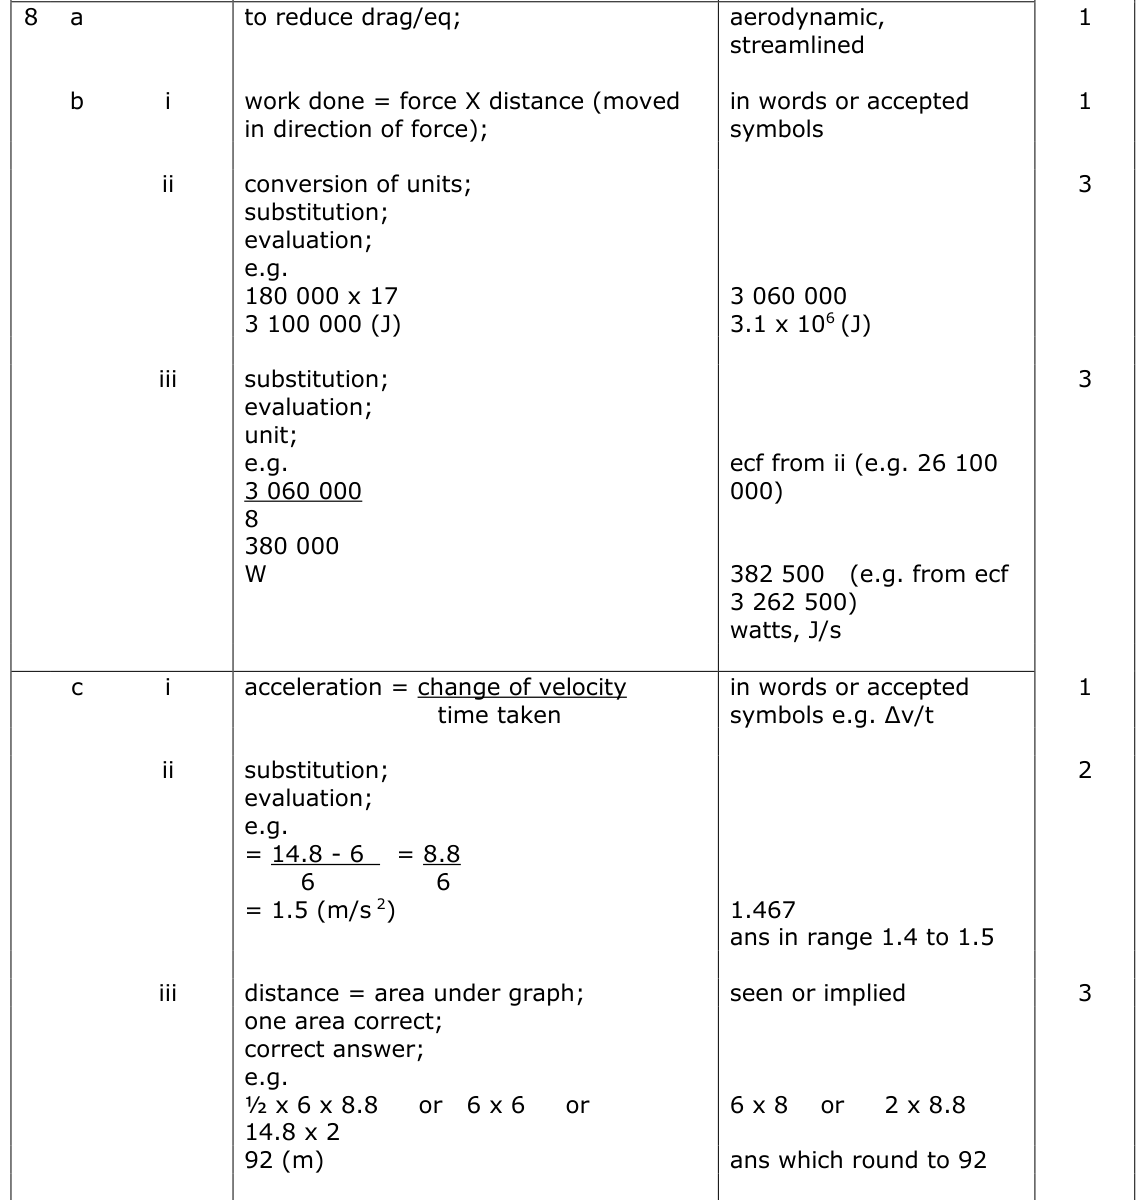 8 a to reduce drag/eq; aerodynamic, 1
streamlined
b i work done = force X distance (moved in words or accepted 1
in direction of force); symbols
ii conversion of units; 3
substitution;
evaluation;
e.g.
180 000 x 17 3 060 000
3 100 000 (J) 3.1 x 10⁶ (J)
iii substitution; 3
evaluation;
unit;
e.g. ecf from ii (e.g. 26 100
3 060 000 000)
8
380 000
W 382 500 (e.g. from ecf
3 262 500)
watts, J/s
c i acceleration = change of velocity in words or accepted 1
time taken symbols e.g. Δv/t
ii substitution; 2
evaluation;
e.g.
= 14.8 - 6 = 8.8
6 6
= 1.5 (m/s ²) 1.467
ans in range 1.4 to 1.5
iii distance = area under graph; seen or implied 3
one area correct;
correct answer;
e.g.
½ x 6 x 8.8 or 6 x 6 or 6 x 8 or 2 x 8.8
14.8 x 2
92 (m) ans which round to 92